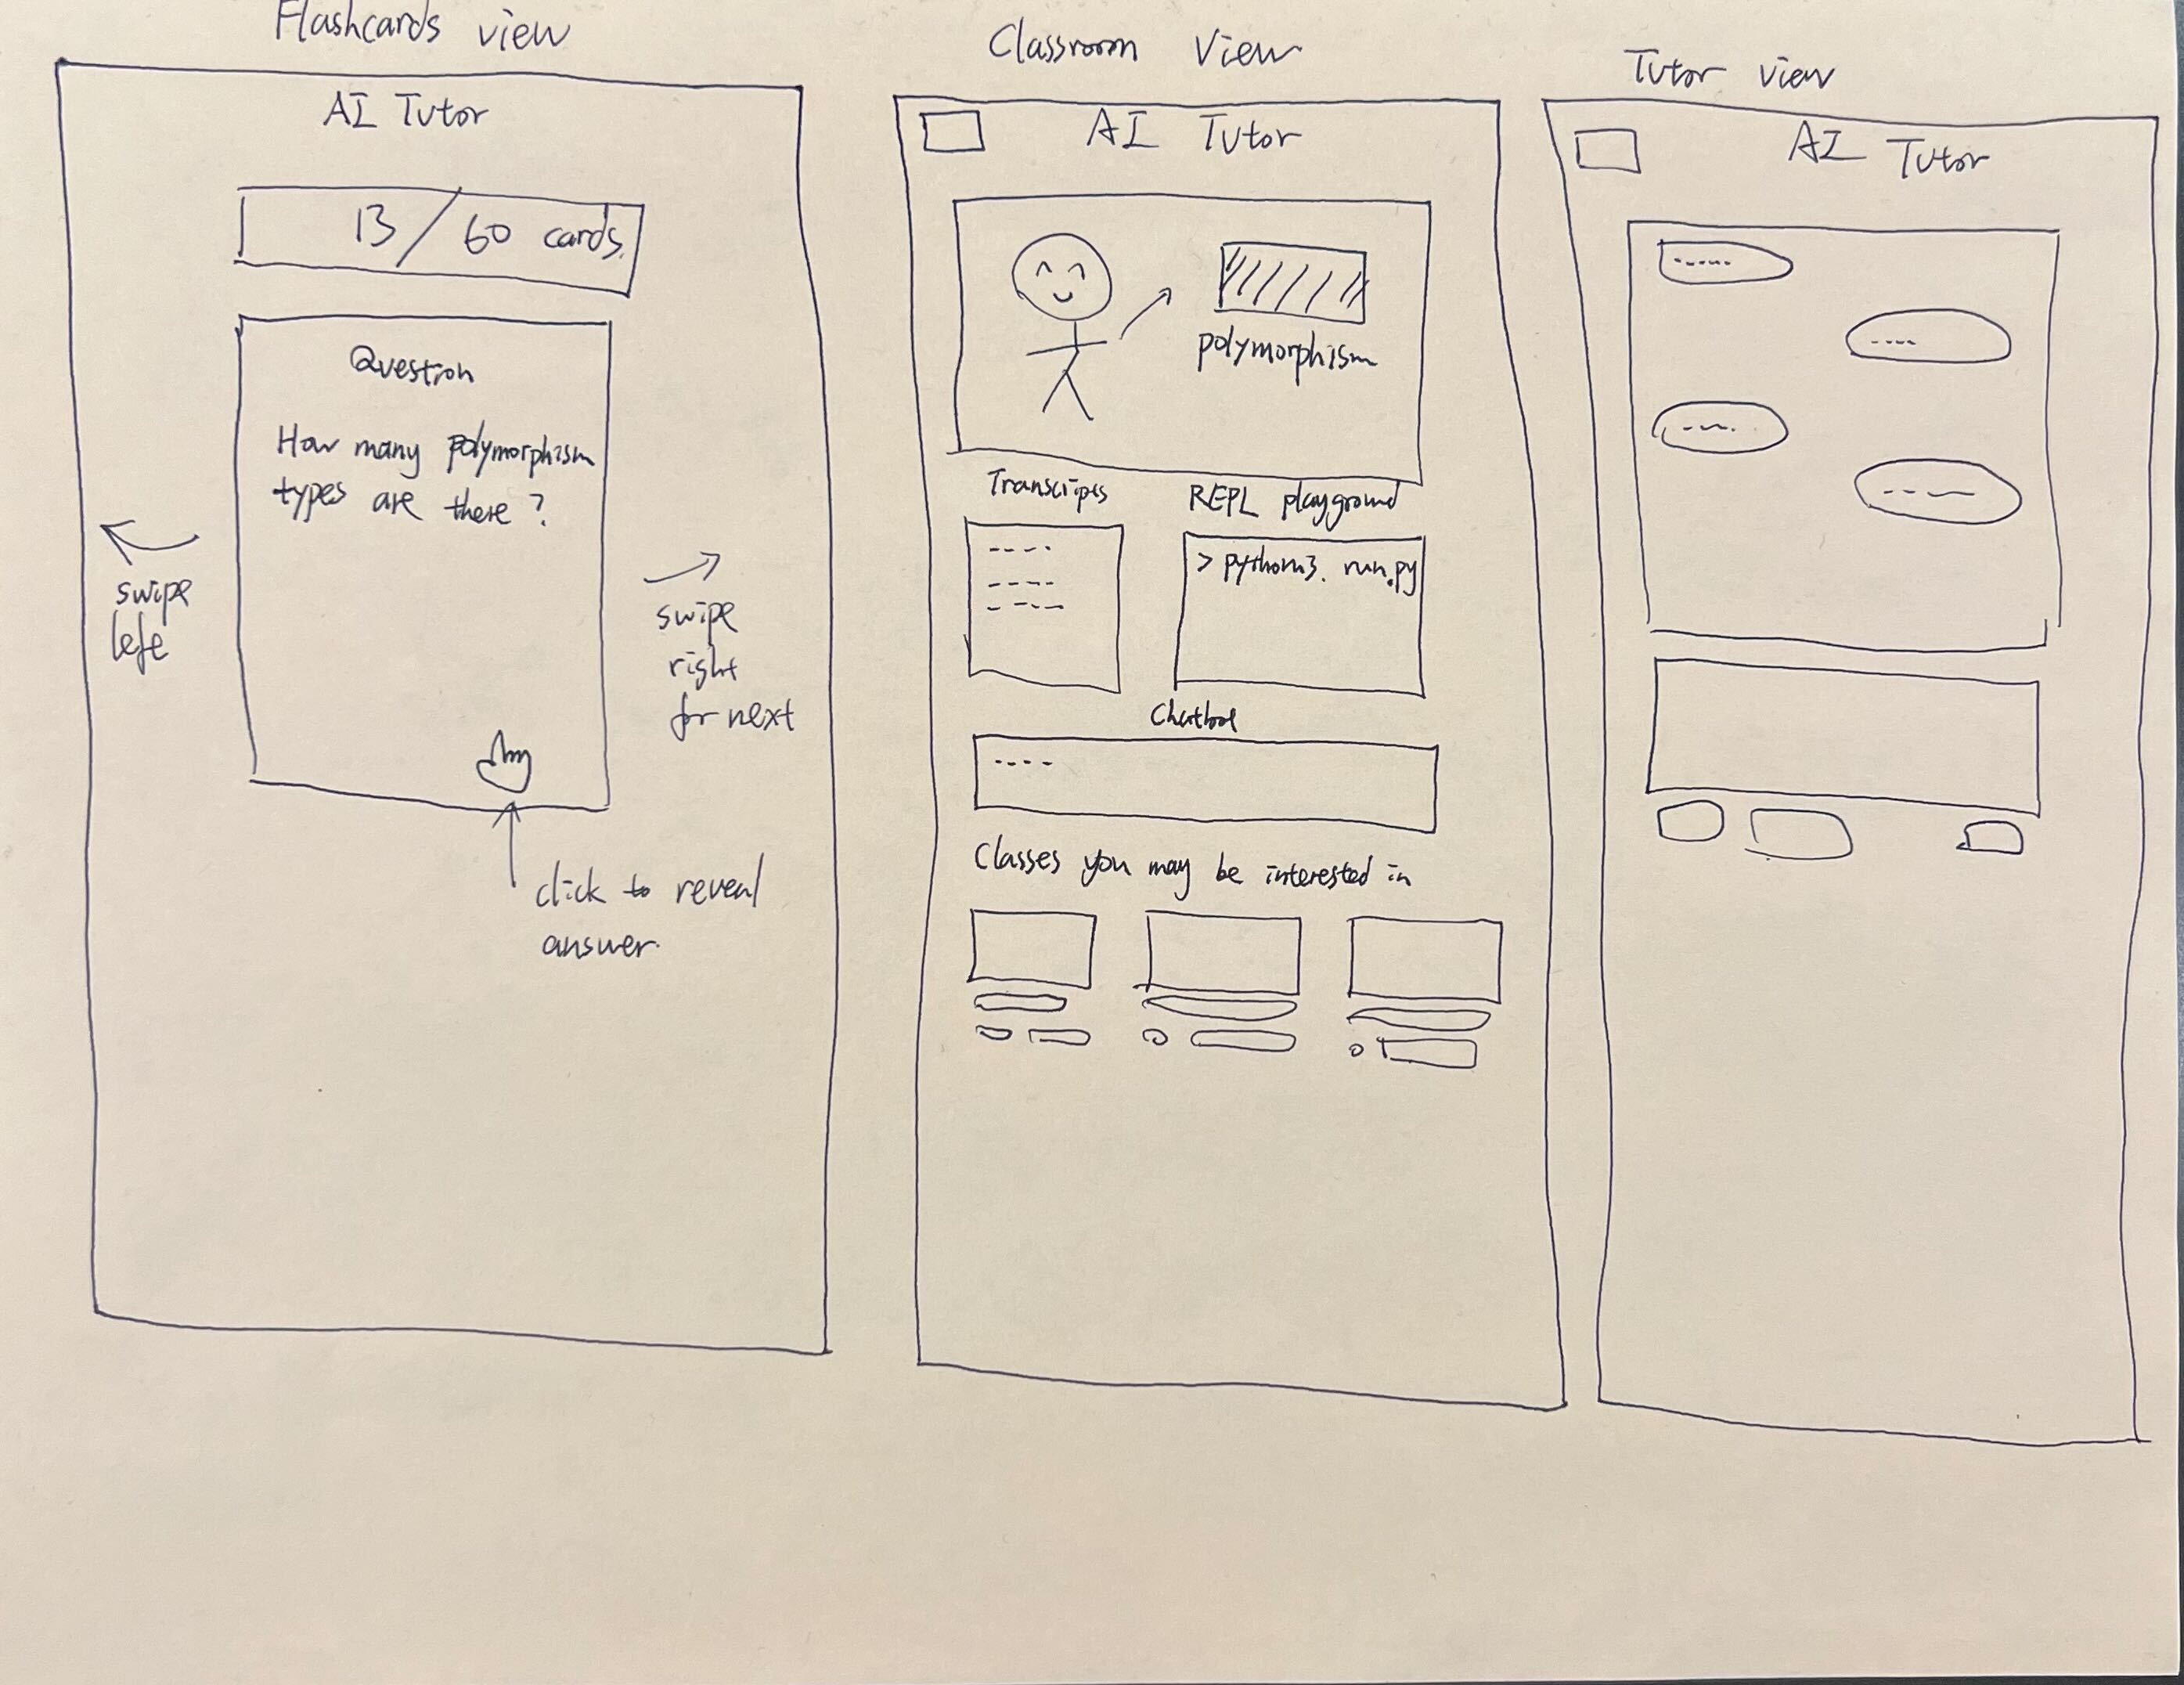 Flashcards view
AI Tutor
13 / 60 cards.
Question
How many polymorphism
types are there ?
swipe
left
swipe
right
for next
click to reveal
answer.
Classroom View
AI Tutor
polymorphism
Transcripts
REPL playground
> python3. run.py
Chatbot
Classes you may be interested in
Tutor view
AI Tutor